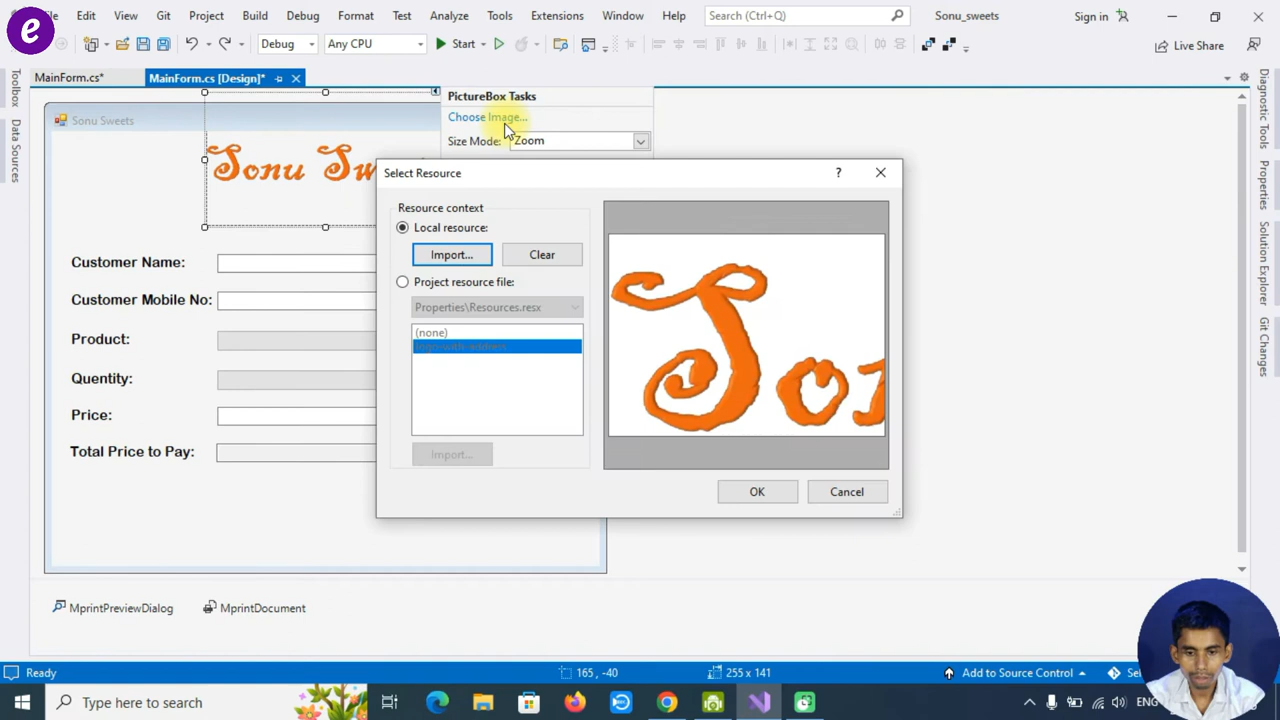 e
File Edit View Git Project Build Debug Format Test Analyze Tools Extensions Window Help Search (Ctrl+Q) Sonu_sweets Sign in
Debug Any CPU Start Live Share
MainForm.cs* MainForm.cs [Design]*
Toolbox
Data Sources
Diagnostic Tools
Properties
Solution Explorer
Git Changes
PictureBox Tasks
Choose Image...
Size Mode: Zoom
Sonu Sweets
Sonu Sw
Customer Name:
Customer Mobile No:
Product:
Quentity:
Price:
Total Price to Pay:
Select Resource
?
Resource context
Local resource:
Import... Clear
Project resource file:
Properties\Resources.resx
(none)
logo-with-address
Import...
Son
OK Cancel
MprintPreviewDialog MprintDocument
Ready 165 , -40 255 x 141 Add to Source Control
Type here to search ENG